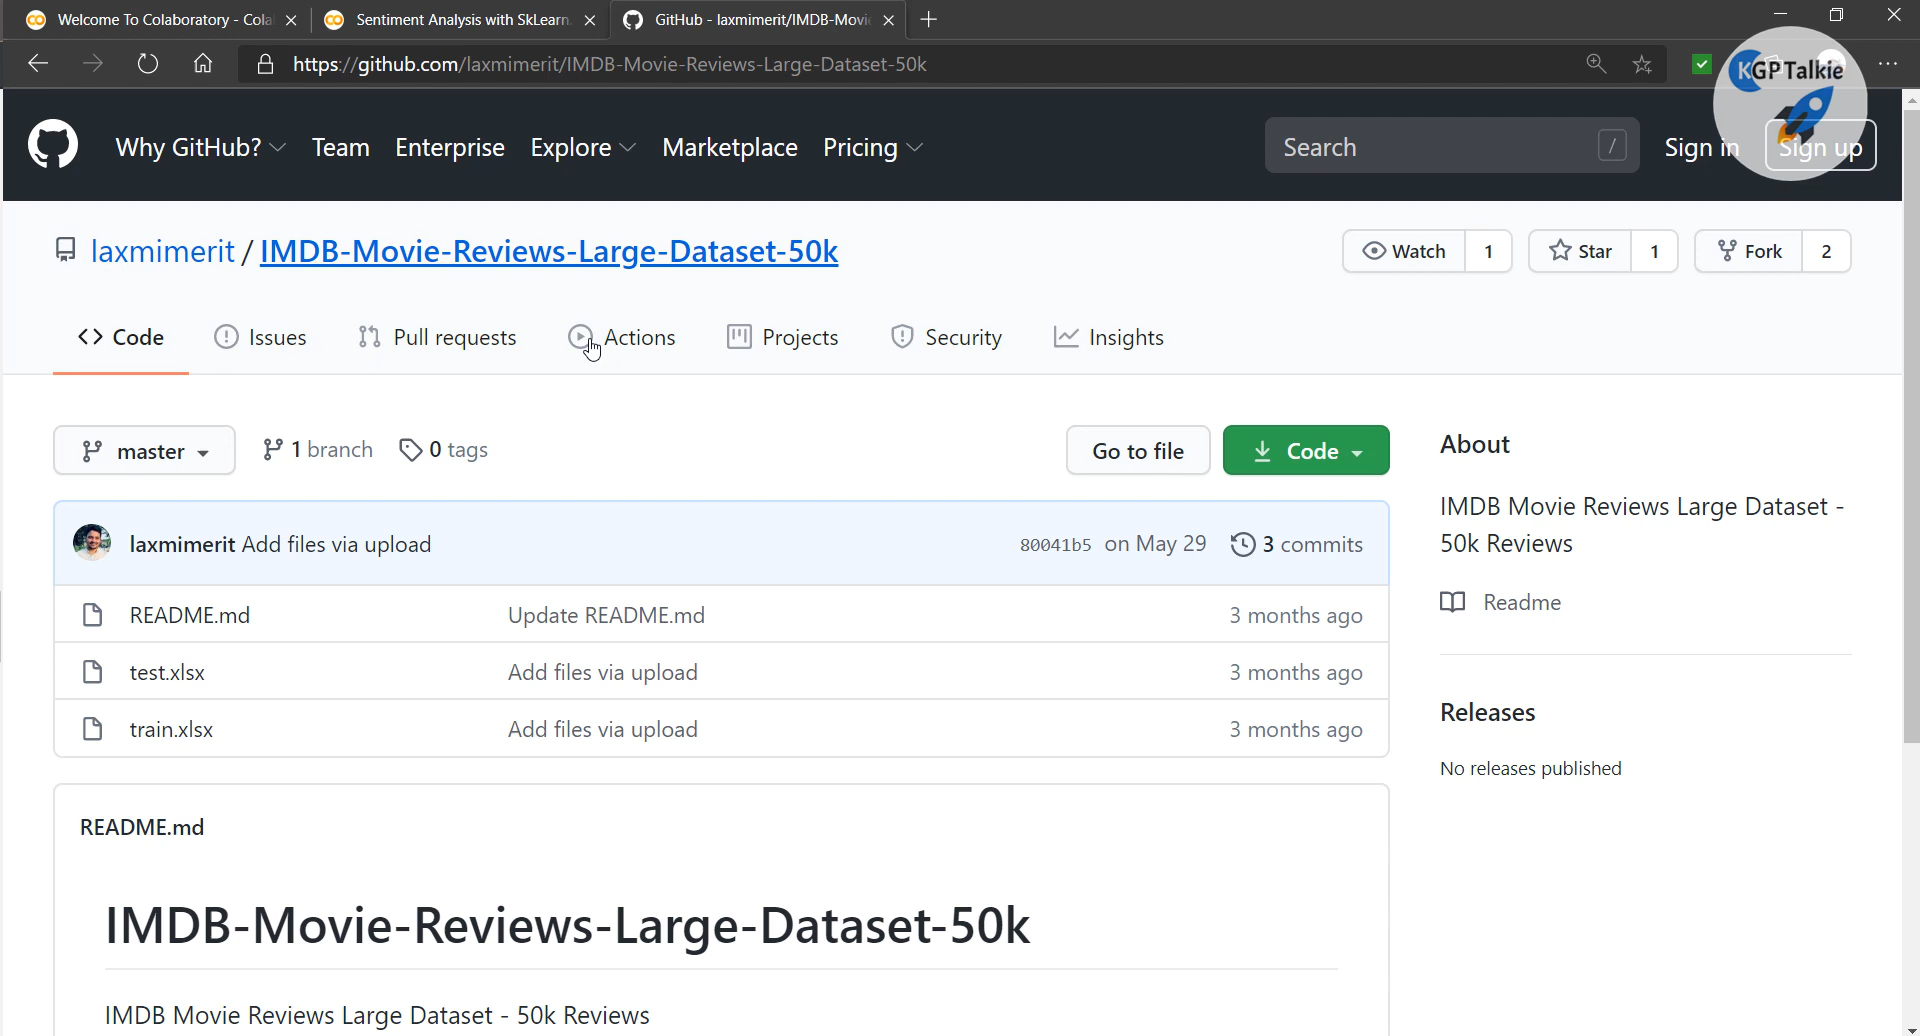 Welcome To Colaboratory - Cola
Sentiment Analysis with SkLearn
GitHub - laxmimerit/IMDB-Movi
https://github.com/laxmimerit/IMDB-Movie-Reviews-Large-Dataset-50k
KGPTalkie
Why GitHub? Team Enterprise Explore Marketplace Pricing Search / Sign in Sign up
laxmimerit / IMDB-Movie-Reviews-Large-Dataset-50k
Watch 1 Star 1 Fork 2
Code Issues Pull requests Actions Projects Security Insights
master 1 branch 0 tags Go to file Code
laxmimerit Add files via upload 80041b5 on May 29 3 commits
README.md Update README.md 3 months ago
test.xlsx Add files via upload 3 months ago
train.xlsx Add files via upload 3 months ago
About
IMDB Movie Reviews Large Dataset -
50k Reviews
Readme
Releases
No releases published
README.md
IMDB-Movie-Reviews-Large-Dataset-50k
IMDB Movie Reviews Large Dataset - 50k Reviews